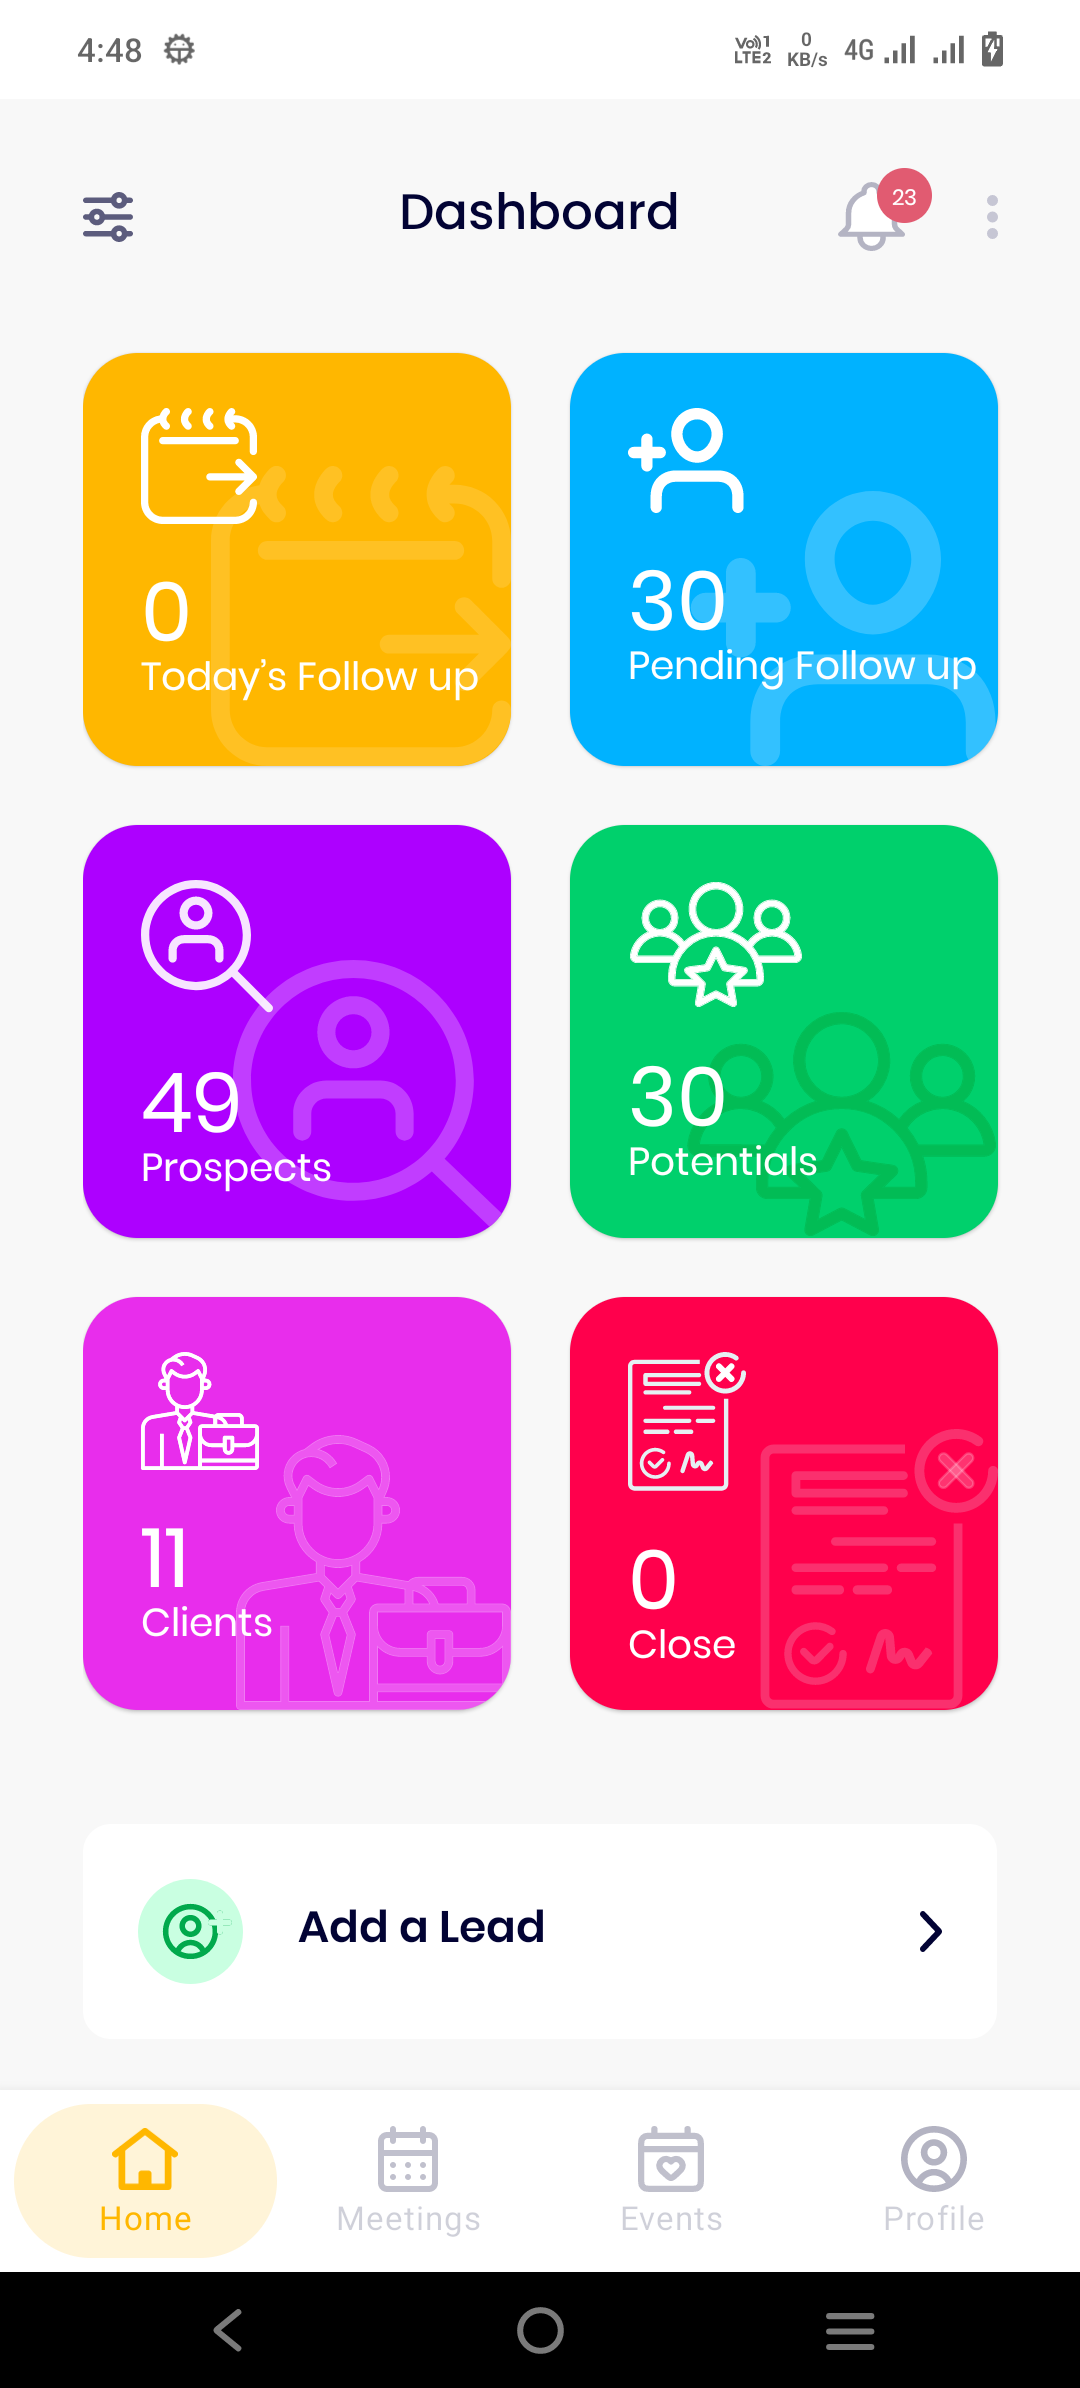 4:48
Vo) 1
LTE2
0
KB/s
4G
Dashboard
23
0
Today's Follow up
30
Pending Follow up
49
Prospects
30
Potentials
11
Clients
0
Close
Add a Lead
Home
Meetings
Events
Profile